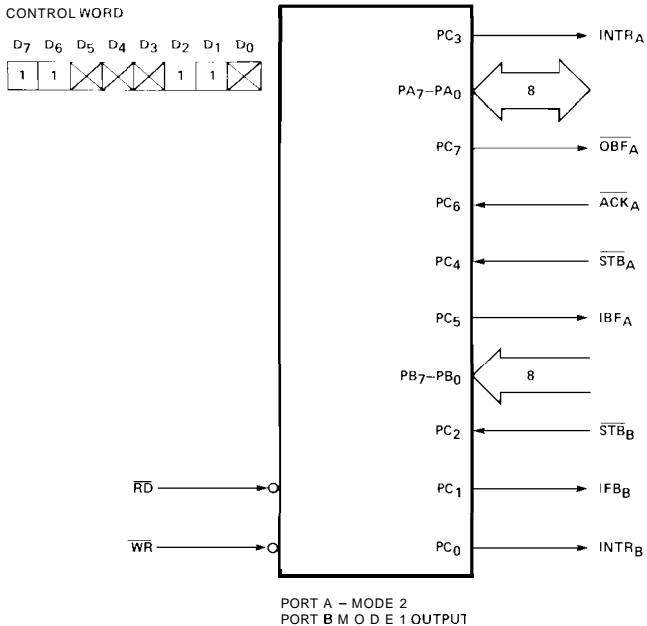 CONTROL WORD
D7 D6 D5 D4 D3 D2 D1 D0
1 1 1 1
PC3 INTRA
PA7–PA0 8
PC7 OBFA
PC6 ACKA
PC4 STBA
PC5 IBFA
PB7–PB0 8
PC2 STBB
RD PC1 IFBB
WR PC0 INTRB
PORT A – MODE 2
PORT B MODE 1 OUTPUT